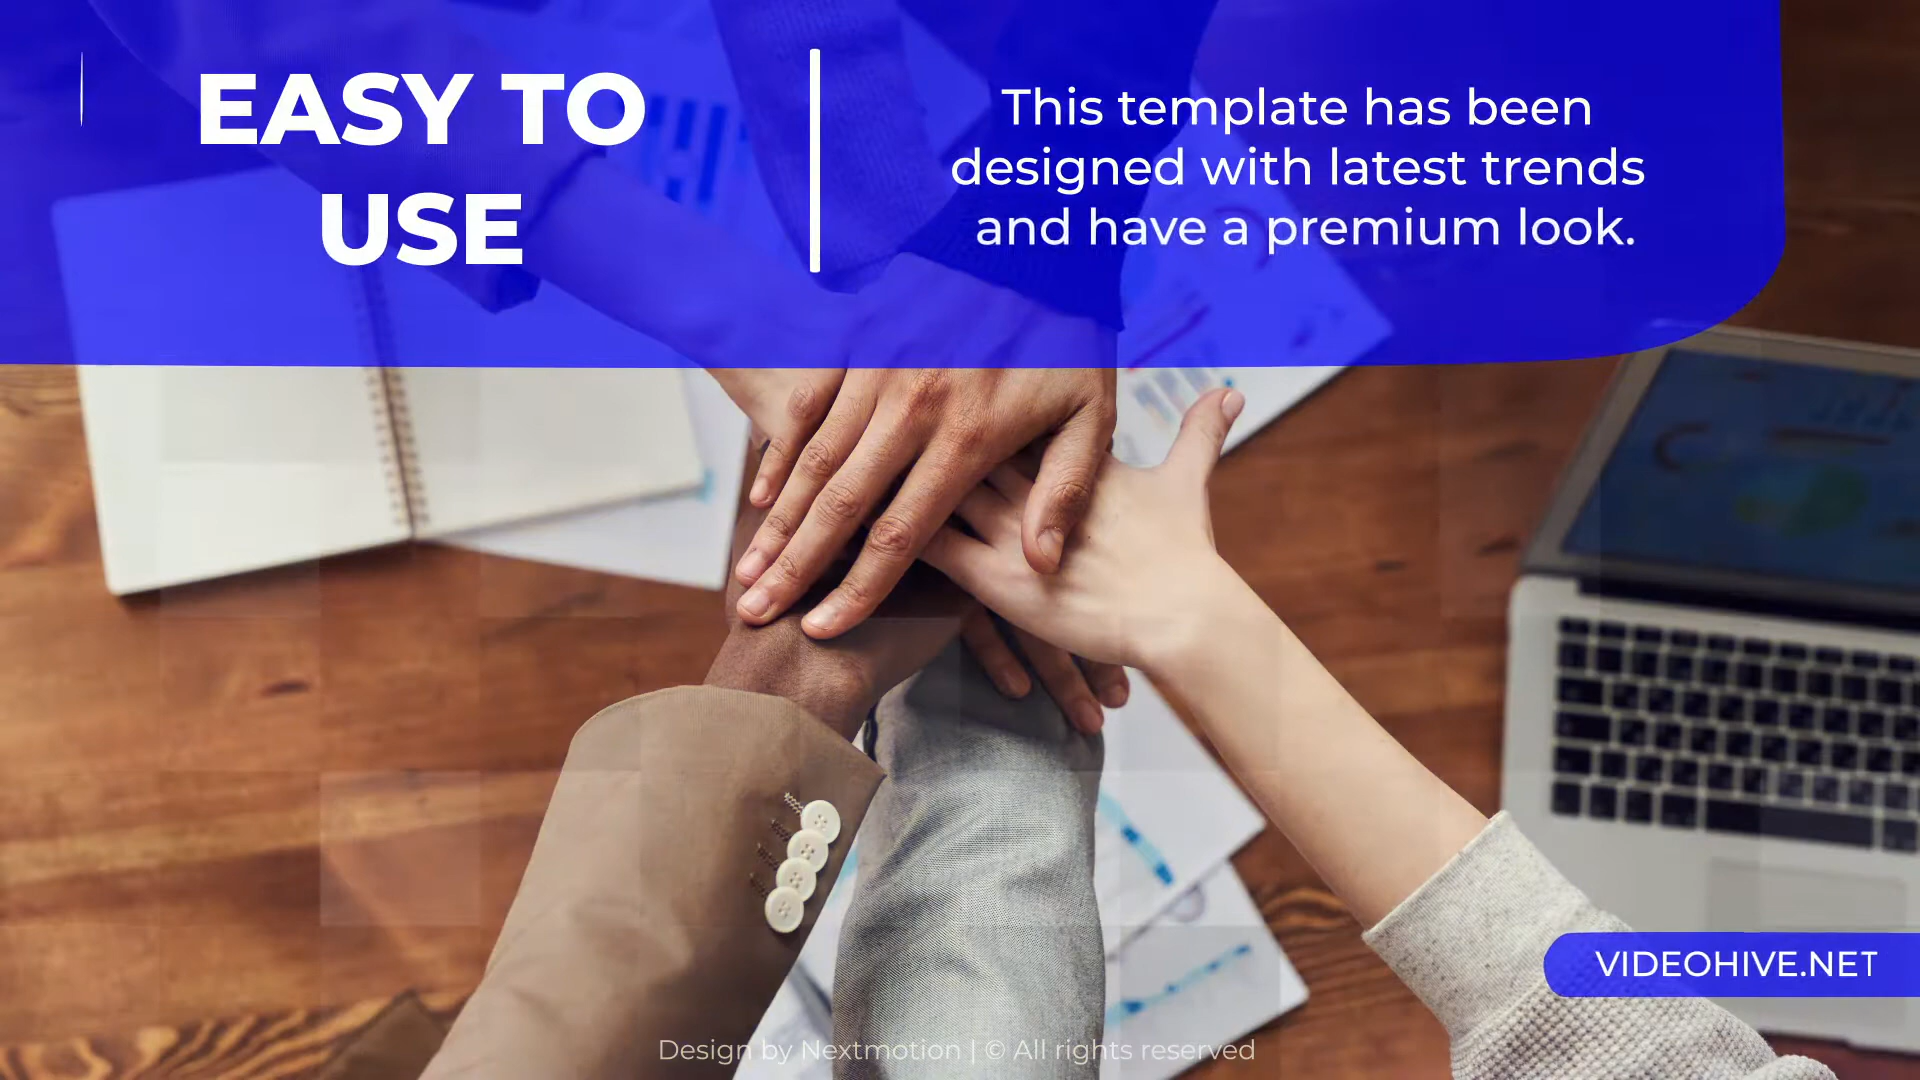 EASY TO
USE
This template has been
designed with latest trends
and have a premium look.
VIDEOHIVE.NET
Design by Nextmotion | © All rights reserved